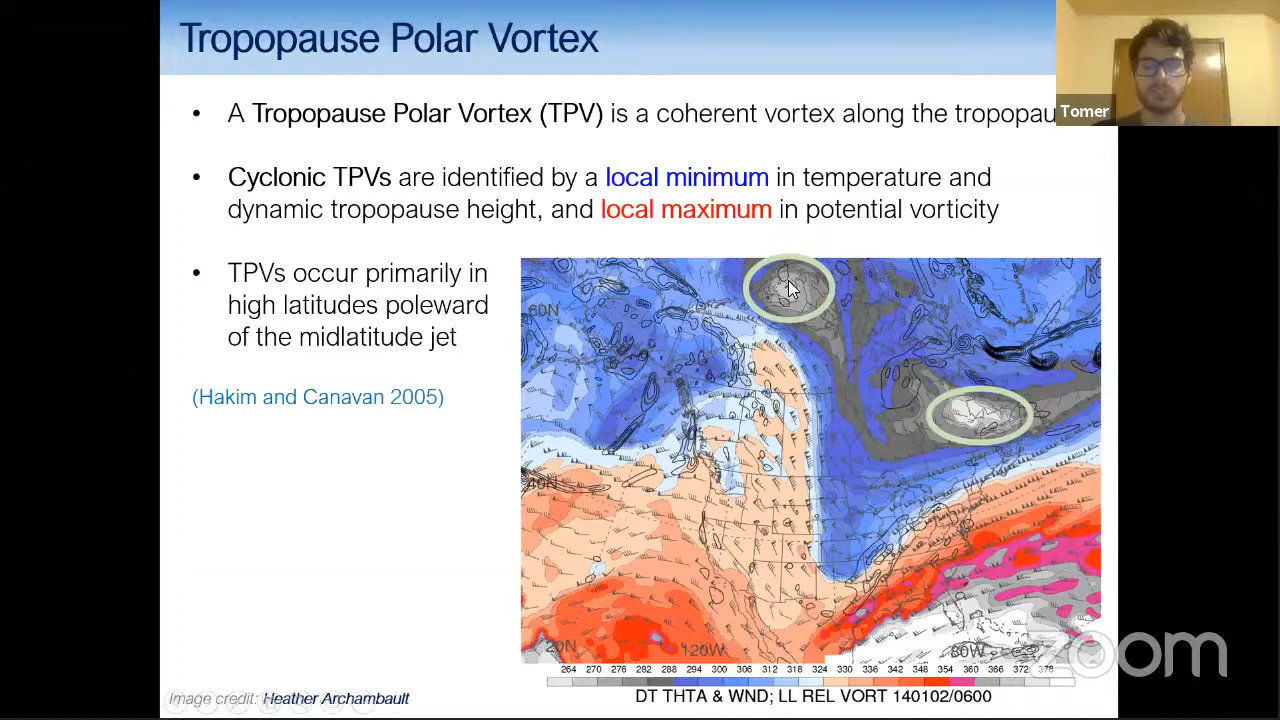 Tropopause Polar Vortex
Tomer
• A Tropopause Polar Vortex (TPV) is a coherent vortex along the tropopau
• Cyclonic TPVs are identified by a local minimum in temperature and
dynamic tropopause height, and local maximum in potential vorticity
• TPVs occur primarily in
high latitudes poleward
of the midlatitude jet
(Hakim and Canavan 2005)
60N
40N
20N
120W
80W
zoom
264 270 276 282 288 294 300 306 312 318 324 330 336 342 348 354 360 366 372 378
DT THTA & WND; LL REL VORT 140102/0600
Image credit: Heather Archambault